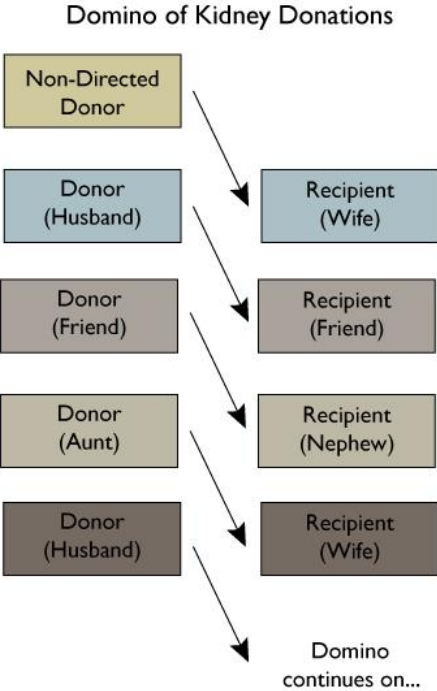 Domino of Kidney Donations
Non-Directed
Donor
Donor
(Husband)
Recipient
(Wife)
Donor
(Friend)
Recipient
(Friend)
Donor
(Aunt)
Recipient
(Nephew)
Donor
(Husband)
Recipient
(Wife)
Domino
continues on...